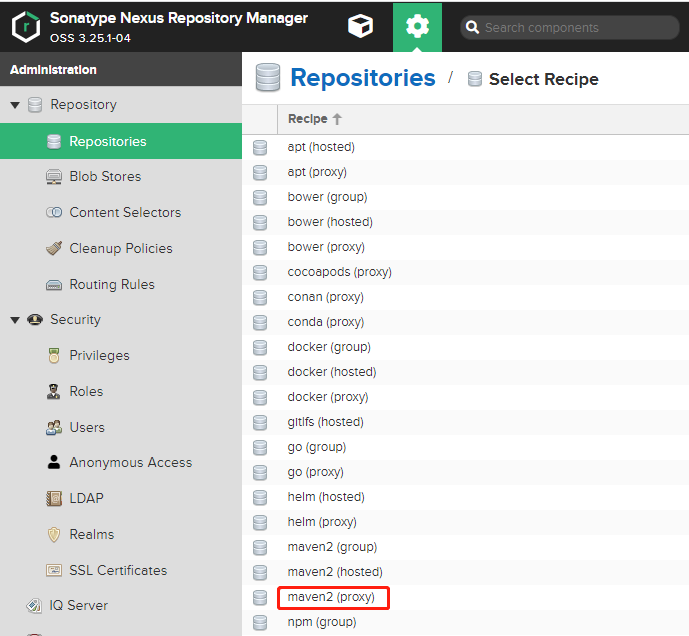 Sonatype Nexus Repository Manager
OSS 3.25.1-04
Search components
Administration
Repository
Repositories
Blob Stores
Content Selectors
Cleanup Policies
Routing Rules
Security
Privileges
Roles
Users
Anonymous Access
LDAP
Realms
SSL Certificates
IQ Server
Repositories / Select Recipe
Recipe
apt (hosted)
apt (proxy)
bower (group)
bower (hosted)
bower (proxy)
cocoapods (proxy)
conan (proxy)
conda (proxy)
docker (group)
docker (hosted)
docker (proxy)
gitlfs (hosted)
go (group)
go (proxy)
helm (hosted)
helm (proxy)
maven2 (group)
maven2 (hosted)
maven2 (proxy)
npm (group)